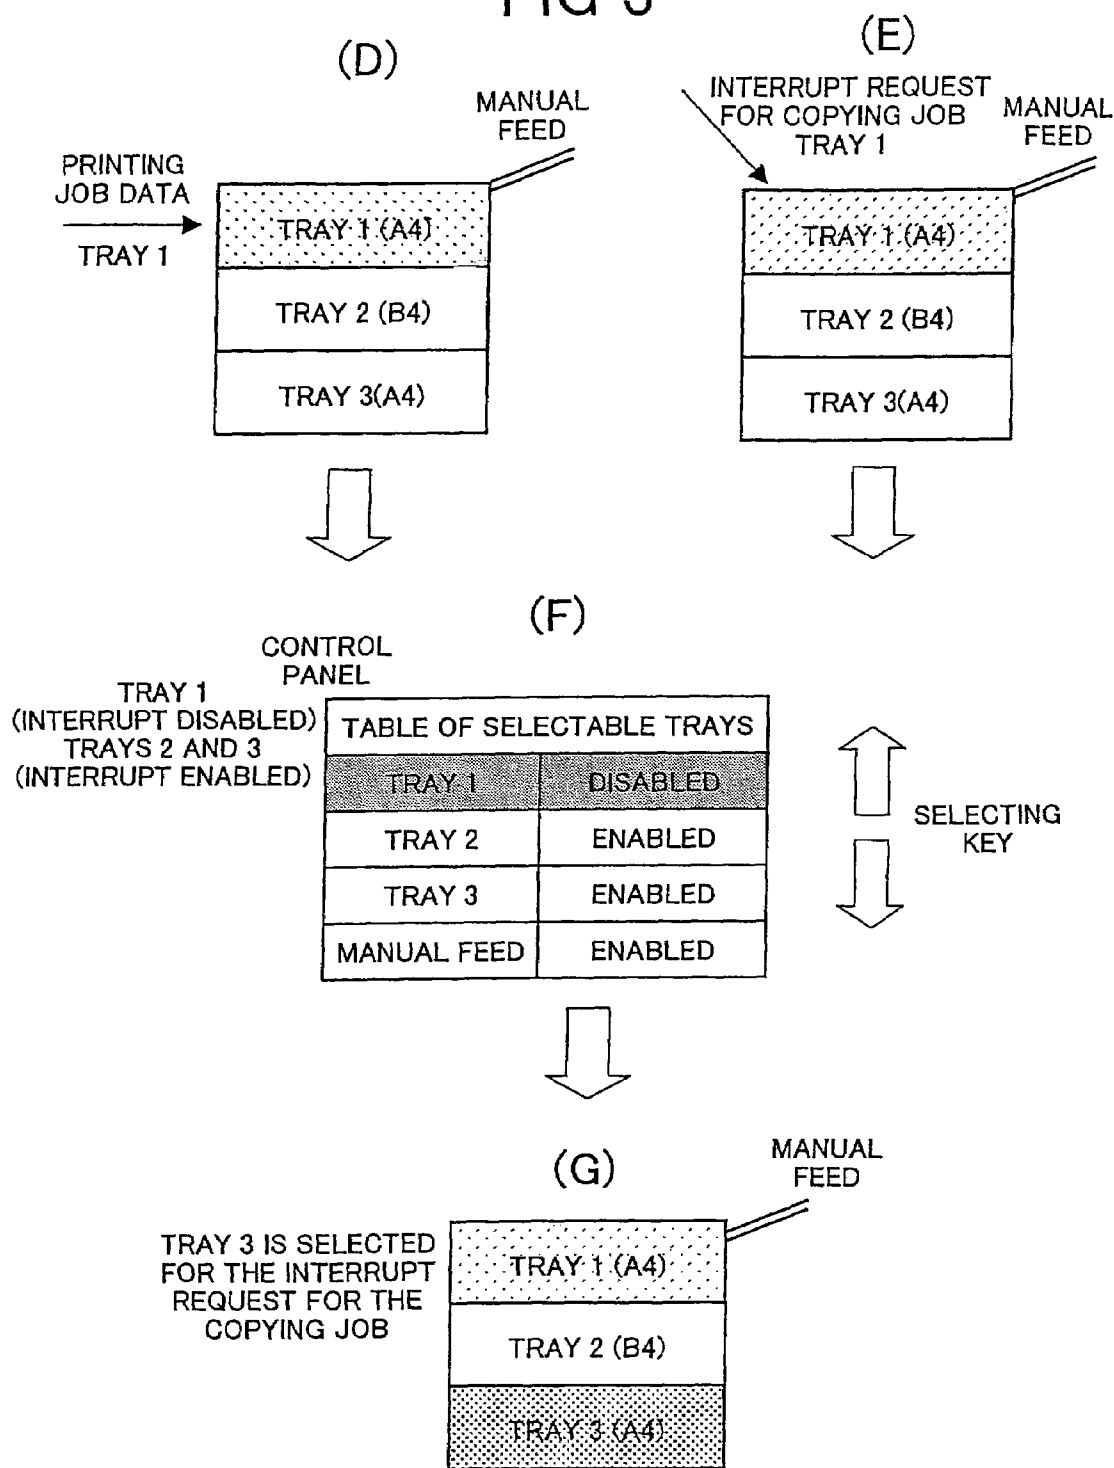 (D)
(E)
MANUAL
FEED
INTERRUPT REQUEST
FOR COPYING JOB
TRAY 1
MANUAL
FEED
PRINTING
JOB DATA
TRAY 1
TRAY 1 (A4)
TRAY 2 (B4)
TRAY 3(A4)
TRAY 1 (A4)
TRAY 2 (B4)
TRAY 3(A4)
(F)
CONTROL
PANEL
TRAY 1
(INTERRUPT DISABLED)
TRAYS 2 AND 3
(INTERRUPT ENABLED)
TABLE OF SELECTABLE TRAYS
TRAY 1 DISABLED
TRAY 2 ENABLED
TRAY 3 ENABLED
MANUAL FEED ENABLED
SELECTING
KEY
(G)
MANUAL
FEED
TRAY 3 IS SELECTED
FOR THE INTERRUPT
REQUEST FOR THE
COPYING JOB
TRAY 1 (A4)
TRAY 2 (B4)
TRAY 3 (A4)